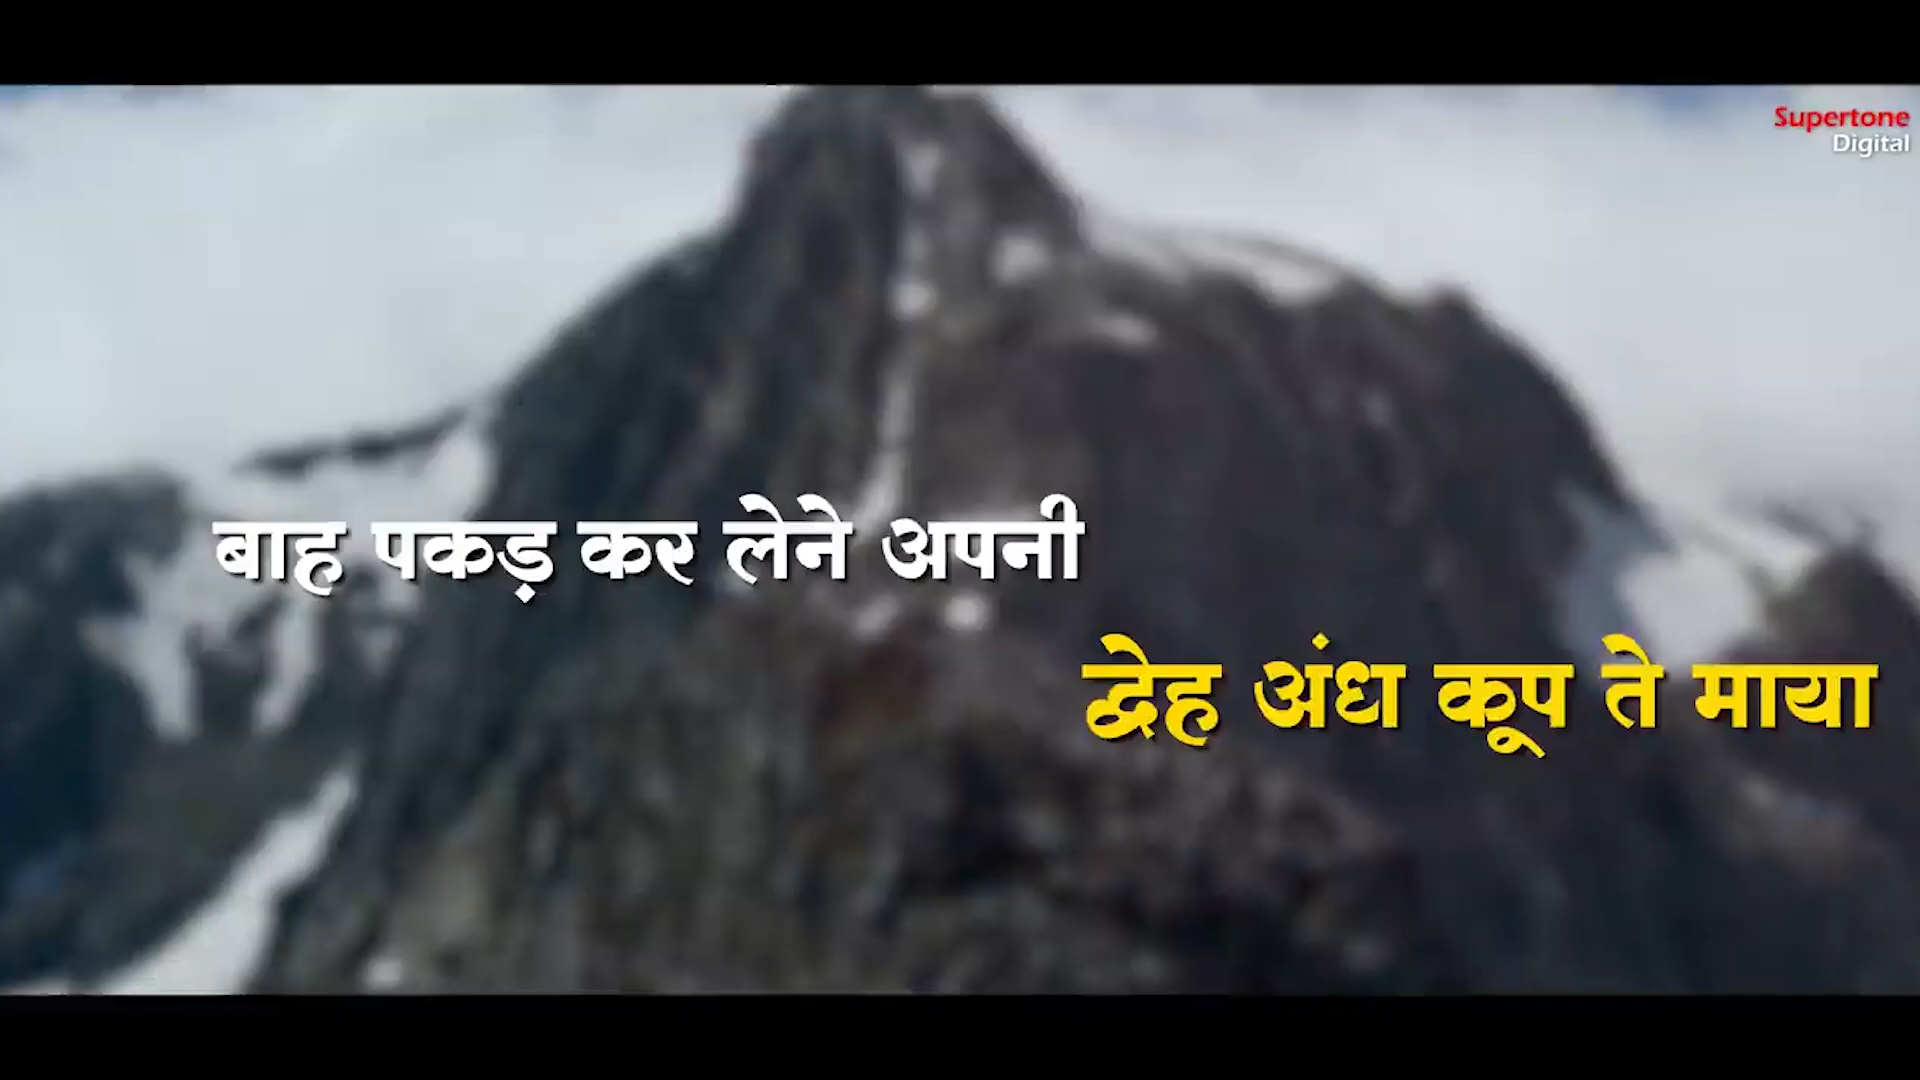 Supertone
Digital
बाह पकड़ कर लेने अपनी
द्वेह अंध कूप ते माया